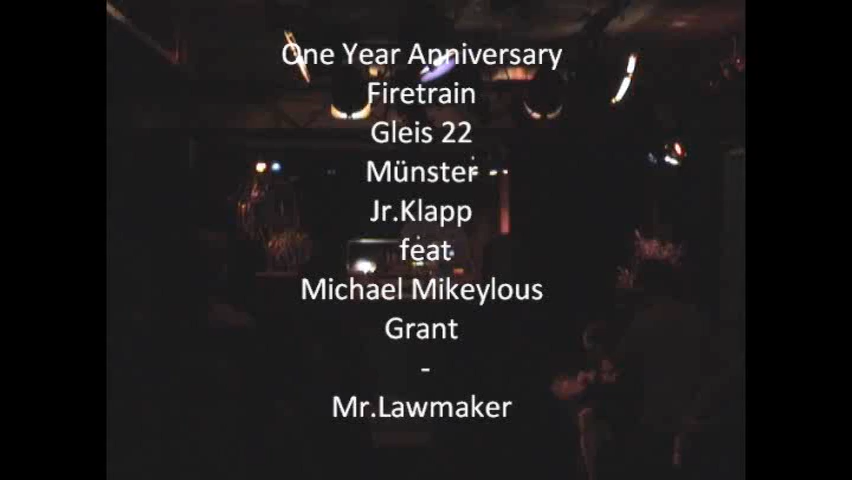 One Year Anniversary
Firetrain
Gleis 22
Münster
Jr.Klapp
feat
Michael Mikeylous
Grant
-
Mr.Lawmaker